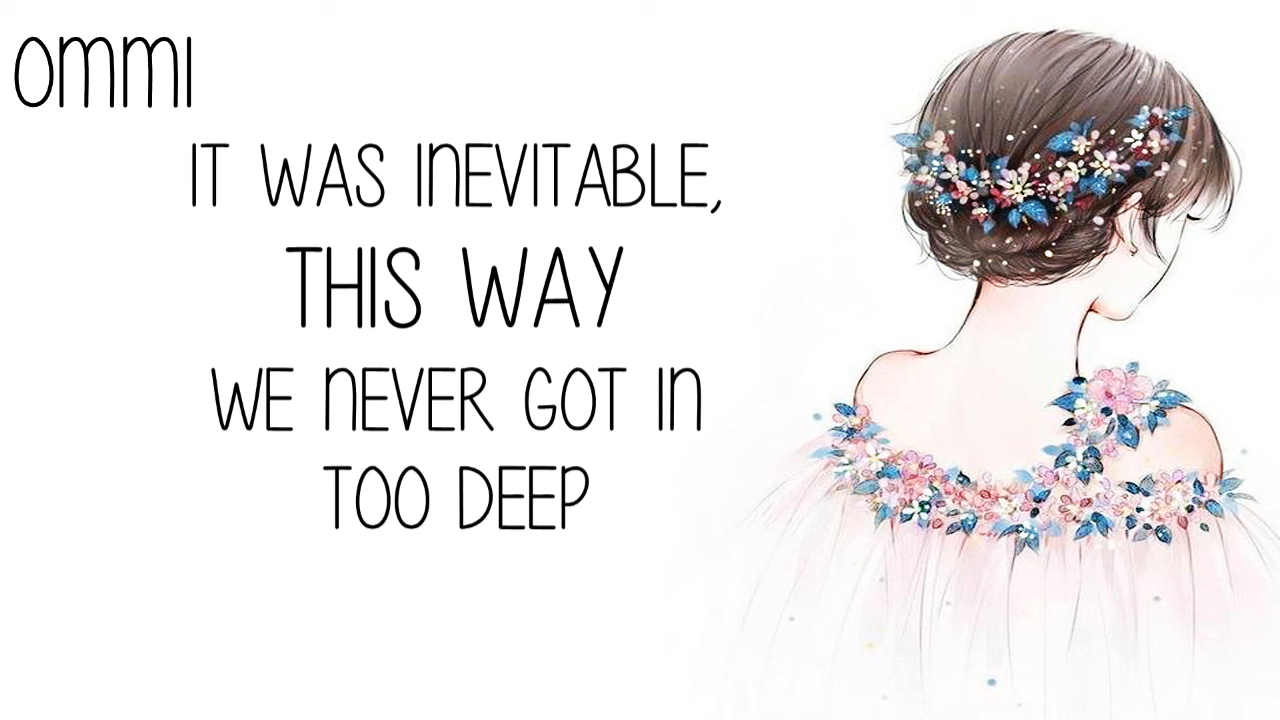 OMMI
IT WAS INEVITABLE,
THIS WAY
WE NEVER GOT IN
TOO DEEP